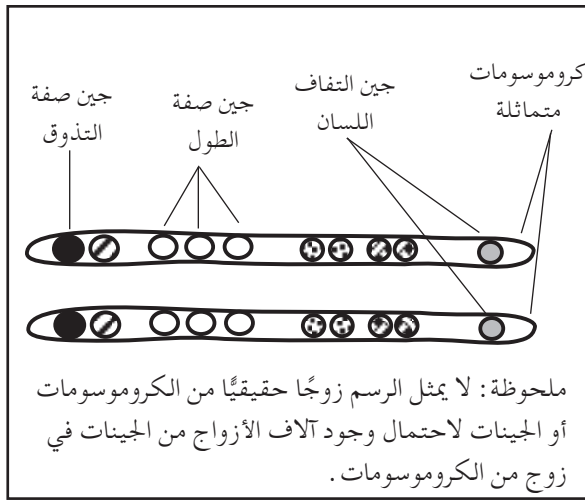 كروموسومات
متماثلة
جين التفاف
اللسان
جين صفة
الطول
جين صفة
التذوق
ملحوظة: لا يمثل الرسم زوجًا حقيقيًّا من الكروموسومات
أو الجينات لاحتمال وجود آلاف الأزواج من الجينات في
زوج من الكروموسومات.